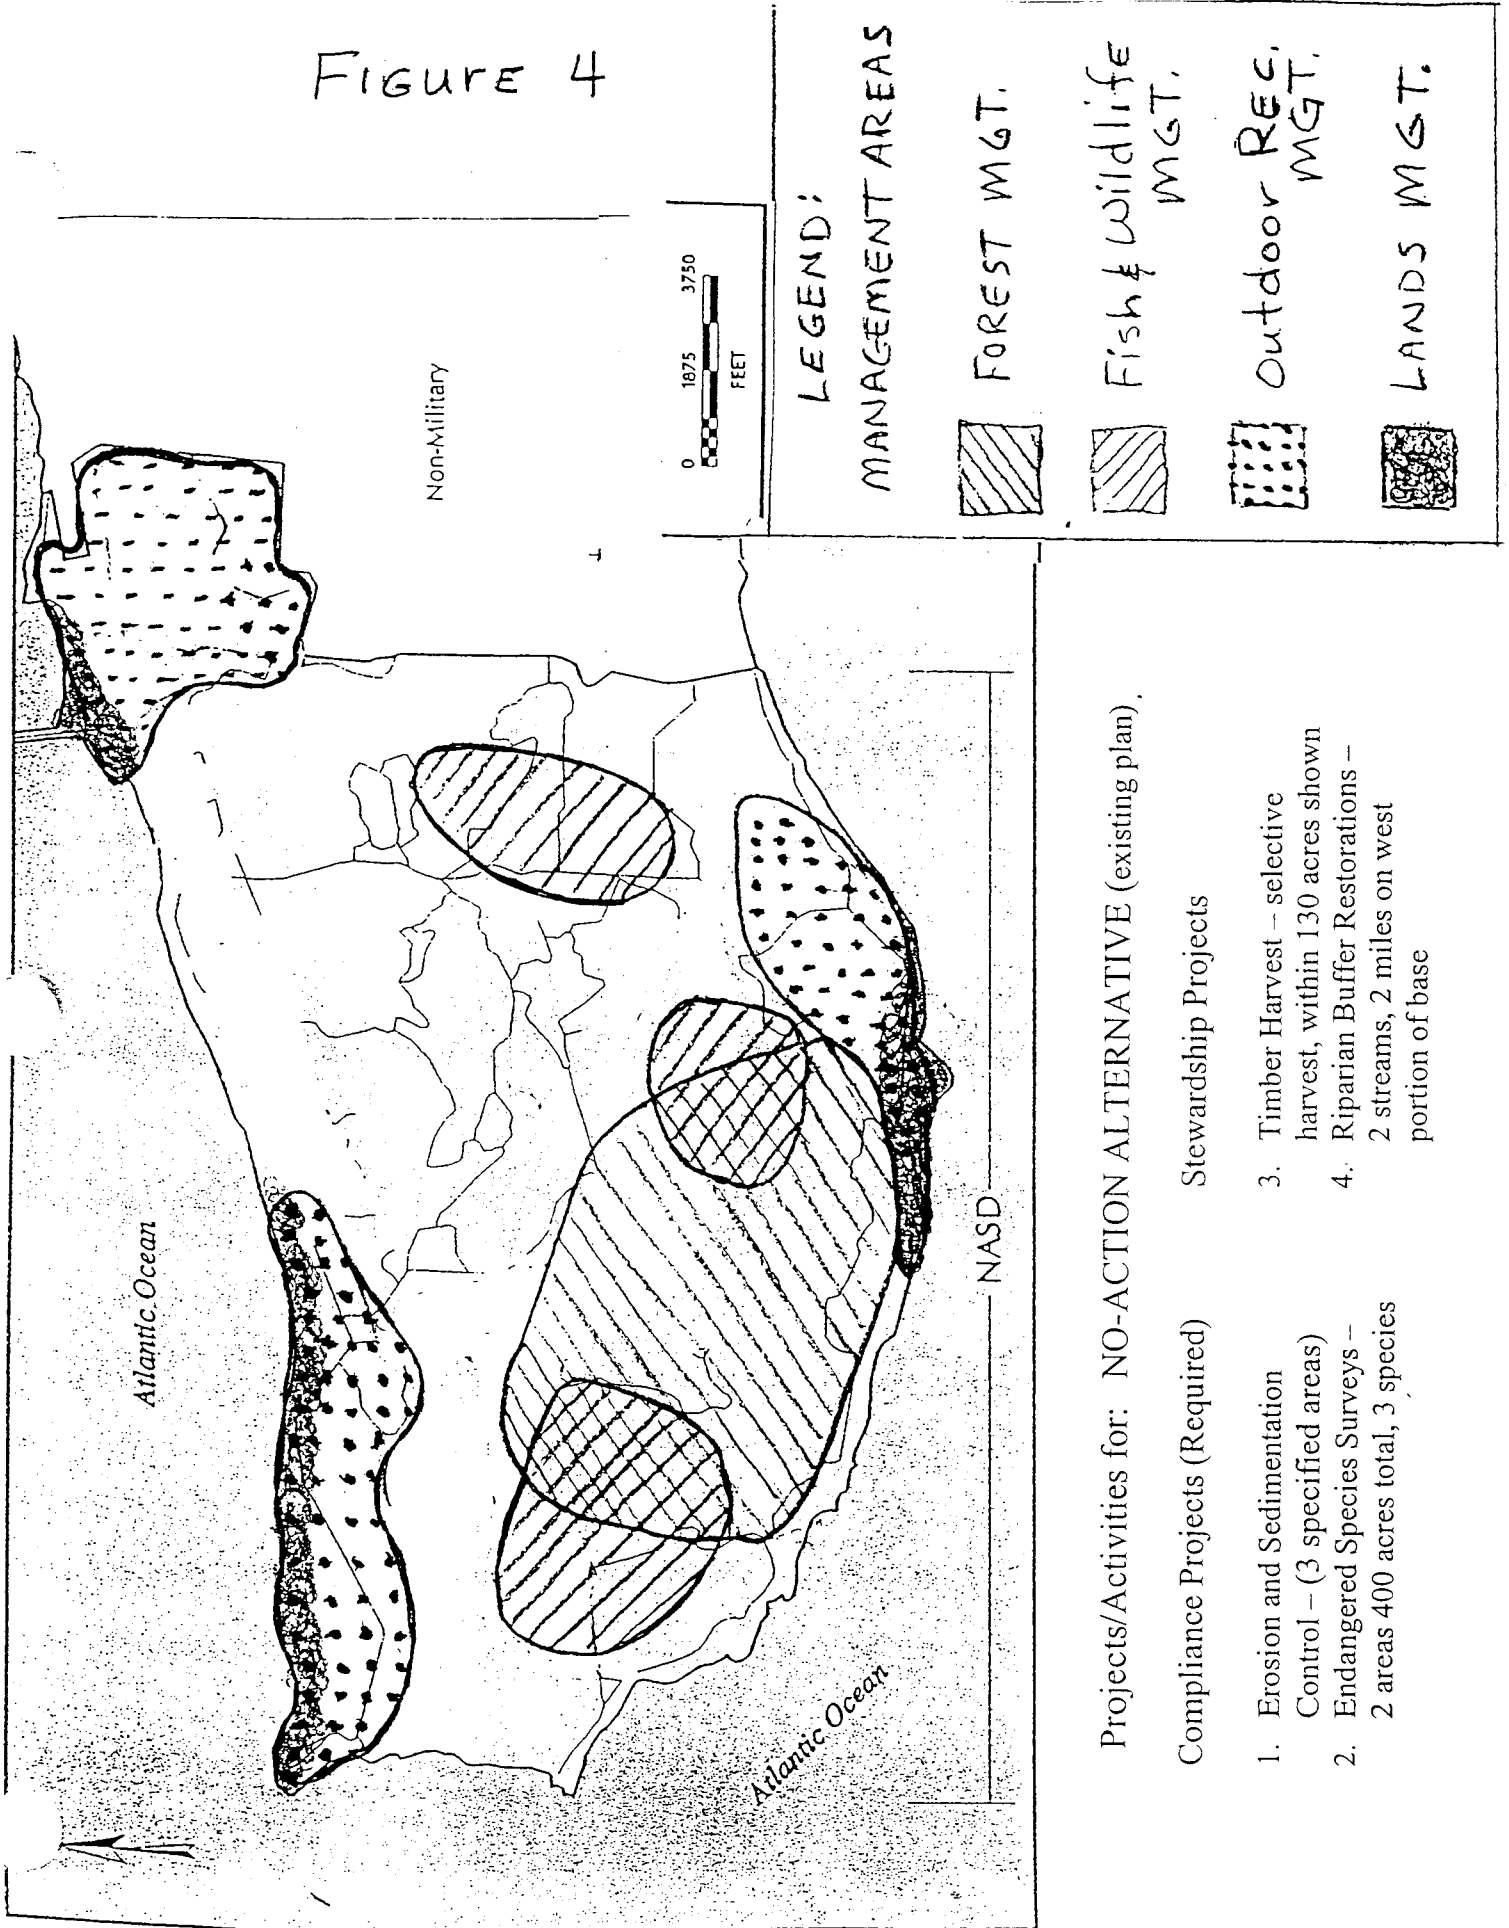 FIGUrE 4
Atlantic Ocean
Non-Military
0 1875 3750
FEET
Atlantic Ocean
NASD
LEGEND:
MANAGEMENT AREAS
FOREST MGT.
Fish & Wildlife
MGT.
Outdoor REC.
MGT.
LANDS MGT.
Projects/Activities for: NO-ACTION ALTERNATIVE (existing plan)
Compliance Projects (Required)
1. Erosion and Sedimentation
Control – (3 specified areas)
2. Endangered Species Surveys –
2 areas 400 acres total, 3 species
Stewardship Projects
3. Timber Harvest – selective
harvest, within 130 acres shown
4. Riparian Buffer Restorations –
2 streams, 2 miles on west
portion of base